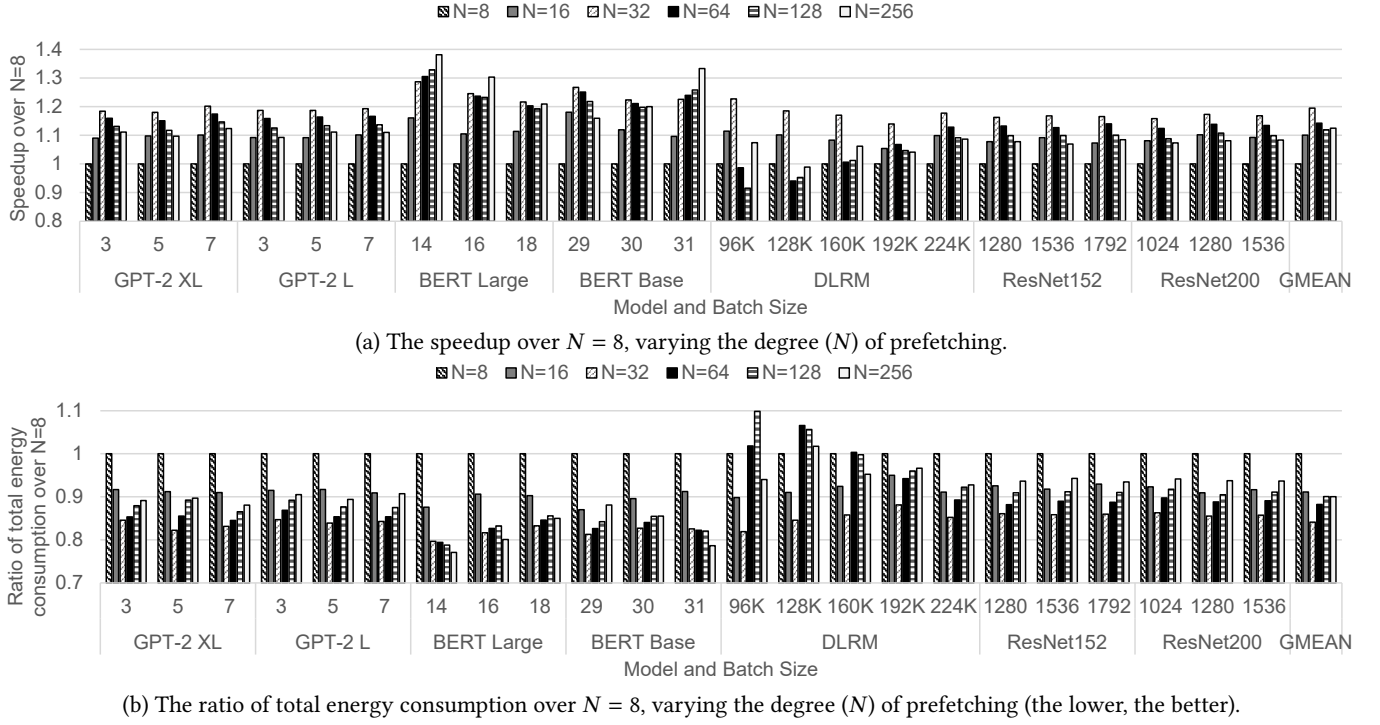 N=8 N=16 N=32 N=64 N=128 N=256
Speedup over N=8
1.4
1.3
1.2
1.1
1
0.9
0.8
3 5 7 3 5 7 14 16 18 29 30 31 96K 128K 160K 192K 224K 1280 1536 1792 1024 1280 1536
GPT-2 XL GPT-2 L BERT Large BERT Base DLRM ResNet152 ResNet200 GMEAN
Model and Batch Size
(a) The speedup over N = 8, varying the degree (N) of prefetching.
N=8 N=16 N=32 N=64 N=128 N=256
Ratio of total energy
consumption over N=8
1.1
1
0.9
0.8
0.7
3 5 7 3 5 7 14 16 18 29 30 31 96K 128K 160K 192K 224K 1280 1536 1792 1024 1280 1536
GPT-2 XL GPT-2 L BERT Large BERT Base DLRM ResNet152 ResNet200 GMEAN
Model and Batch Size
(b) The ratio of total energy consumption over N = 8, varying the degree (N) of prefetching (the lower, the better).